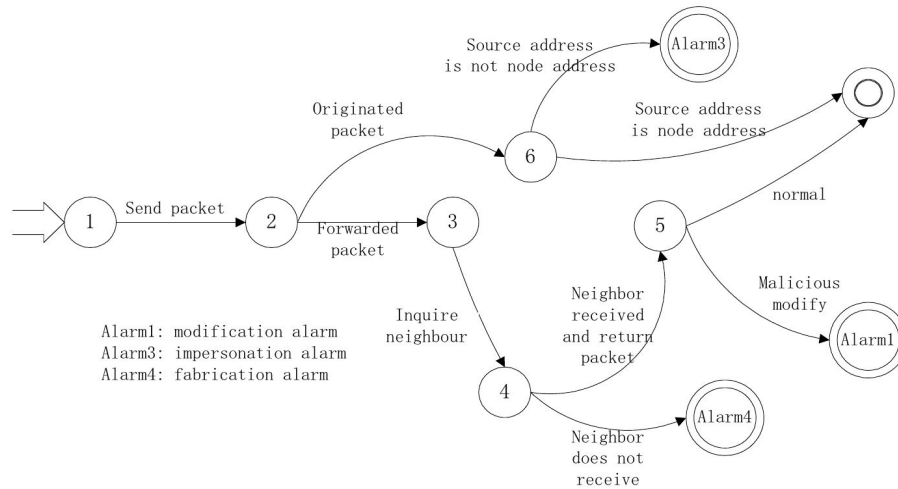 Source address
is not node address
Alarm3
Originated
packet
Source address
is node address
6
1
Send packet
2
Forwarded
packet
3
5
normal
Inquire
neighbour
Neighbor
received
and return
packet
Malicious
modify
Alarm1
Alarm1: modification alarm
Alarm3: impersonation alarm
Alarm4: fabrication alarm
4
Alarm4
Neighbor
does not
receive